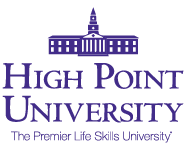 HIGH POINT
UNIVERSITY
The Premier Life Skills University